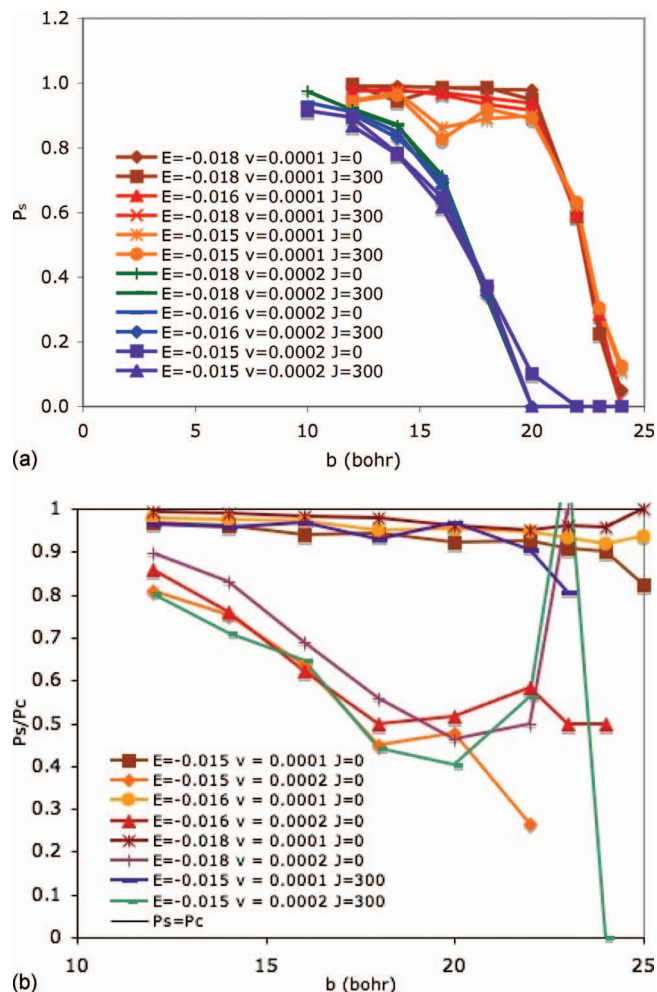 1.2
1.0
0.8
0.6
0.4
0.2
0.0
Ps
E=-0.018 v=0.0001 J=0
E=-0.018 v=0.0001 J=300
E=-0.016 v=0.0001 J=0
E=-0.018 v=0.0001 J=300
E=-0.015 v=0.0001 J=0
E=-0.015 v=0.0001 J=300
E=-0.018 v=0.0002 J=0
E=-0.018 v=0.0002 J=300
E=-0.016 v=0.0002 J=0
E=-0.016 v=0.0002 J=300
E=-0.015 v=0.0002 J=0
E=-0.015 v=0.0002 J=300
0 5 10 15 20 25
(a) b (bohr)
1
0.9
0.8
0.7
0.6
0.5
0.4
0.3
0.2
0.1
0
Ps/Pc
E=-0.015 v = 0.0001 J=0
E=-0.015 v = 0.0002 J=0
E=-0.016 v = 0.0001 J=0
E=-0.016 v = 0.0002 J=0
E=-0.018 v = 0.0001 J=0
E=-0.018 v = 0.0002 J=0
E=-0.015 v = 0.0001 J=300
E=-0.015 v = 0.0002 J=300
Ps=Pc
10 15 20 25
(b) b (bohr)